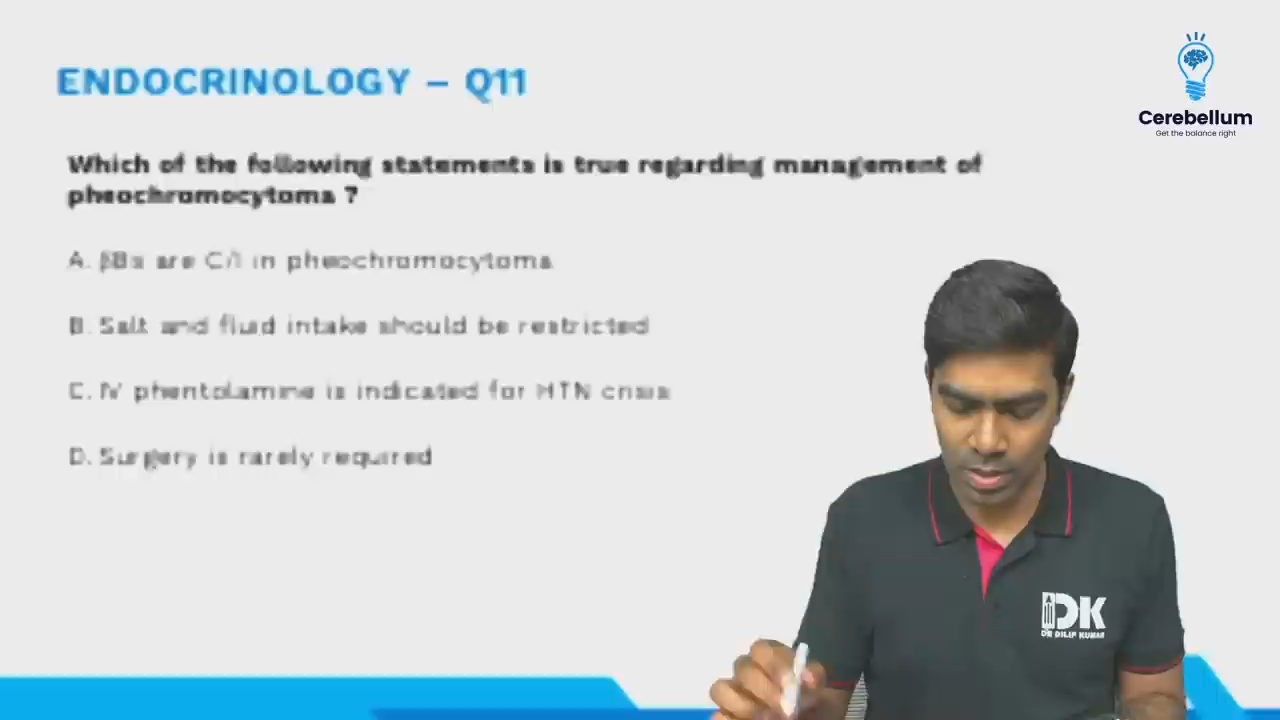 ENDOCRINOLOGY – Q11
Cerebellum
Get the balance right
Which of the following statements is true regarding management of
pheochromocytoma ?
A. βBs are C/I in pheochromocytoma
B. Salt and fluid intake should be restricted
C. IV phentolamine is indicated for HTN crisis
D. Surgery is rarely required
DK
DR DILIP KUMAR